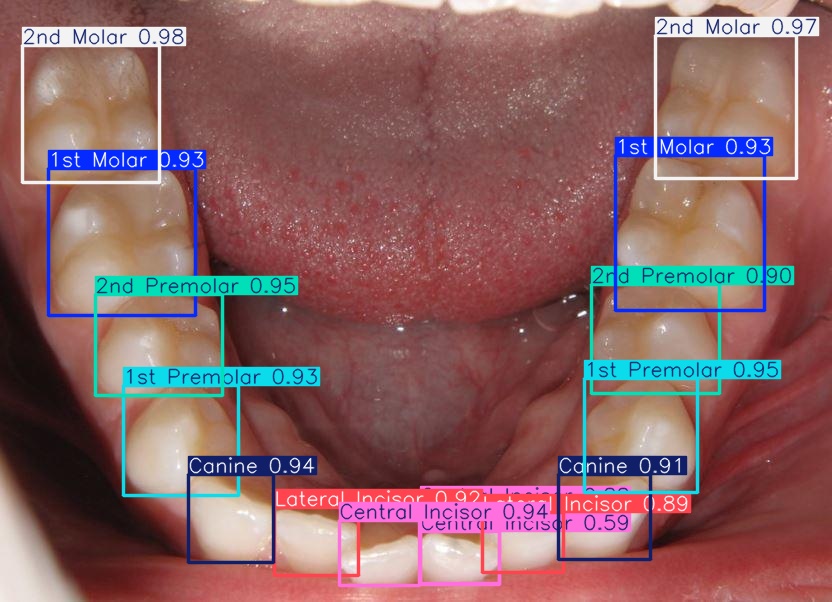 2nd Molar 0.98
2nd Molar 0.97
1st Molar 0.93
1st Molar 0.93
2nd Premolar 0.95
2nd Premolar 0.90
1st Premolar 0.93
1st Premolar 0.95
Canine 0.94
Canine 0.91
Lateral Incisor 0.92
Incisor 0.89
Central Incisor 0.94
Central Incisor 0.59